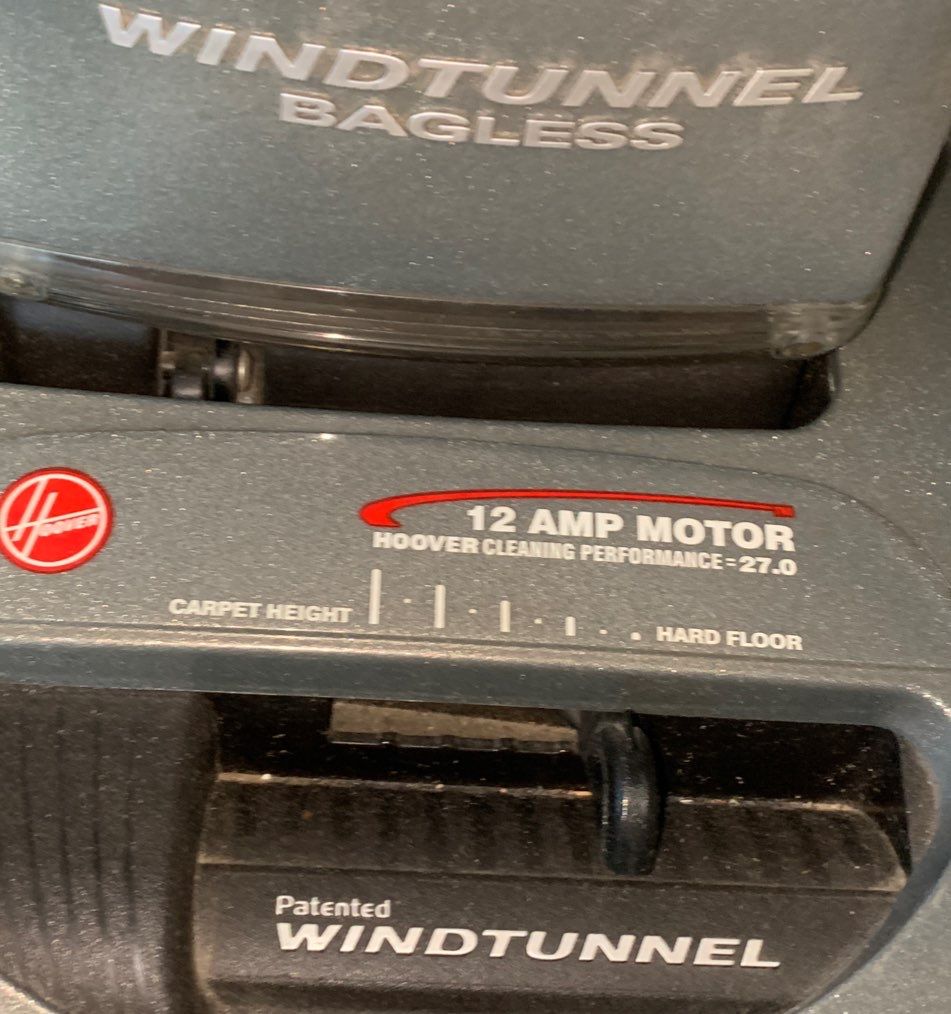 WINDTUNNEL
BAGLESS
HOOVER
12 AMP MOTOR
HOOVER CLEANING PERFORMANCE = 27.0
CARPET HEIGHT
HARD FLOOR
Patented
WINDTUNNEL